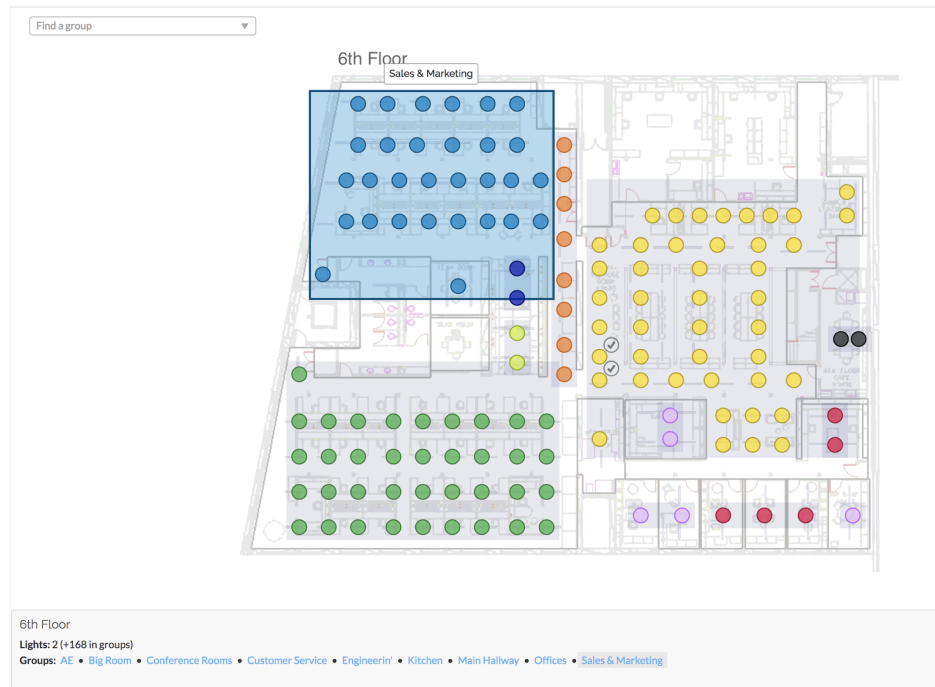 Find a group
6th Floor
Sales & Marketing
6th Floor
Lights: 2 (+168 in groups)
Groups: AE • Big Room • Conference Rooms • Customer Service • Engineerin' • Kitchen • Main Hallway • Offices • Sales & Marketing